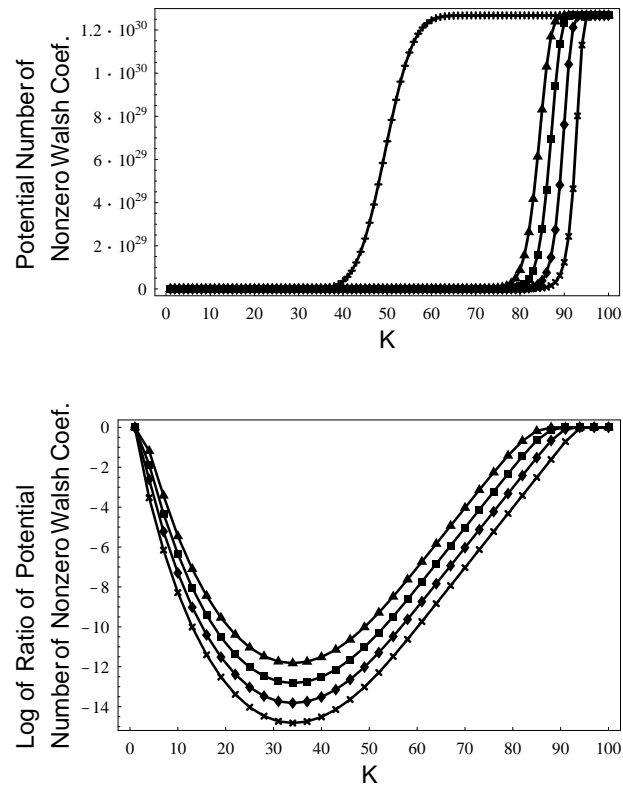 Potential Number of
Nonzero Walsh Coef.
1.2 · 10^30
1 · 10^30
8 · 10^29
6 · 10^29
4 · 10^29
2 · 10^29
0
0 10 20 30 40 50 60 70 80 90 100
K
Log of Ratio of Potential
Number of Nonzero Walsh Coef.
0
-2
-4
-6
-8
-10
-12
-14
0 10 20 30 40 50 60 70 80 90 100
K